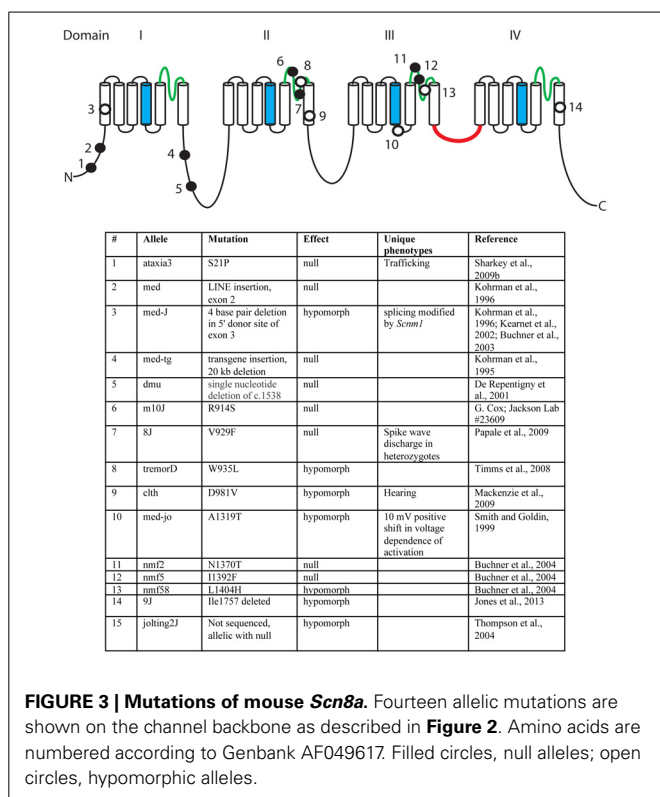 Domain I II III IV
6 8 11 12
3 7 13 14
9
10
2
1 4
N 5
C
# Allele Mutation Effect Unique phenotypes Reference
1 ataxia3 S21P null Trafficking Sharkey et al., 2009b
2 med LINE insertion, exon 2 null Kohrman et al., 1996
3 med-J 4 base pair deletion in 5' donor site of exon 3 hypomorph splicing modified by Scnm1 Kohrman et al., 1996; Kearnet et al., 2002; Buchner et al., 2003
4 med-tg transgene insertion, 20 kb deletion null Kohrman et al., 1995
5 dmu single nucleotide deletion of c.1538 null De Repentigny et al., 2001
6 m10J R914S null G. Cox; Jackson Lab #23609
7 8J V929F null Spike wave discharge in heterozygotes Papale et al., 2009
8 tremorD W935L hypomorph Timms et al., 2008
9 clth D981V hypomorph Hearing Mackenzie et al., 2009
10 med-jo A1319T hypomorph 10 mV positive shift in voltage dependence of activation Smith and Goldin, 1999
11 nmf2 N1370T null Buchner et al., 2004
12 nmf5 I1392F null Buchner et al., 2004
13 nmf58 L1404H hypomorph Buchner et al., 2004
14 9J Ile1757 deleted hypomorph Jones et al., 2013
15 jolting2J Not sequenced, allelic with null hypomorph Thompson et al., 2004
FIGURE 3 | Mutations of mouse Scn8a. Fourteen allelic mutations are
shown on the channel backbone as described in Figure 2. Amino acids are
numbered according to Genbank AF049617. Filled circles, null alleles; open
circles, hypomorphic alleles.